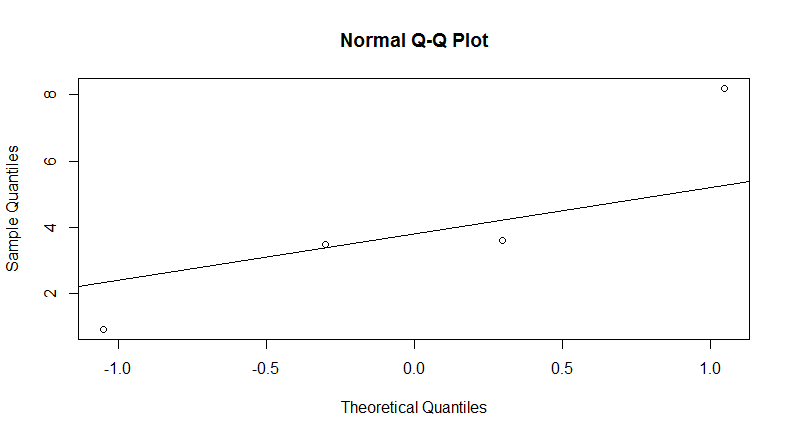 Normal Q-Q Plot
8
6
4
2
Sample Quantiles
-1.0 -0.5 0.0 0.5 1.0
Theoretical Quantiles